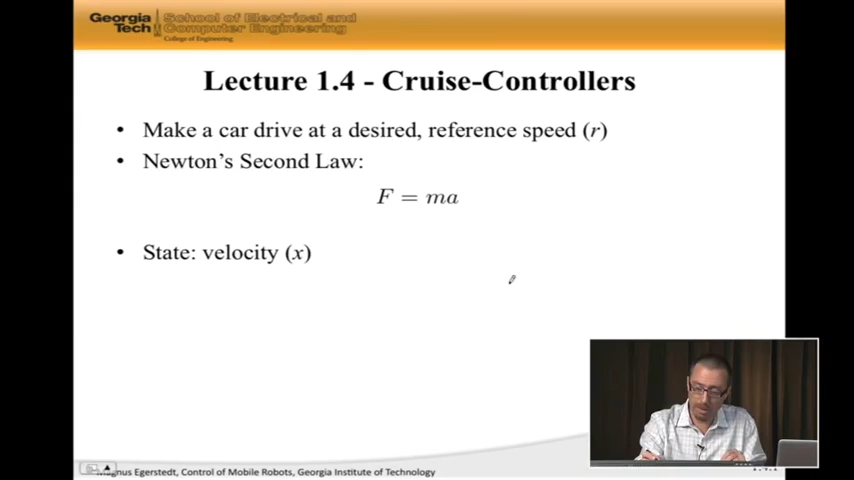 Georgia Tech
School of Electrical and
Computer Engineering
College of Engineering
Lecture 1.4 - Cruise-Controllers
• Make a car drive at a desired, reference speed (r)
• Newton's Second Law:
F = ma
• State: velocity (x)
Magnus Egerstedt, Control of Mobile Robots, Georgia Institute of Technology